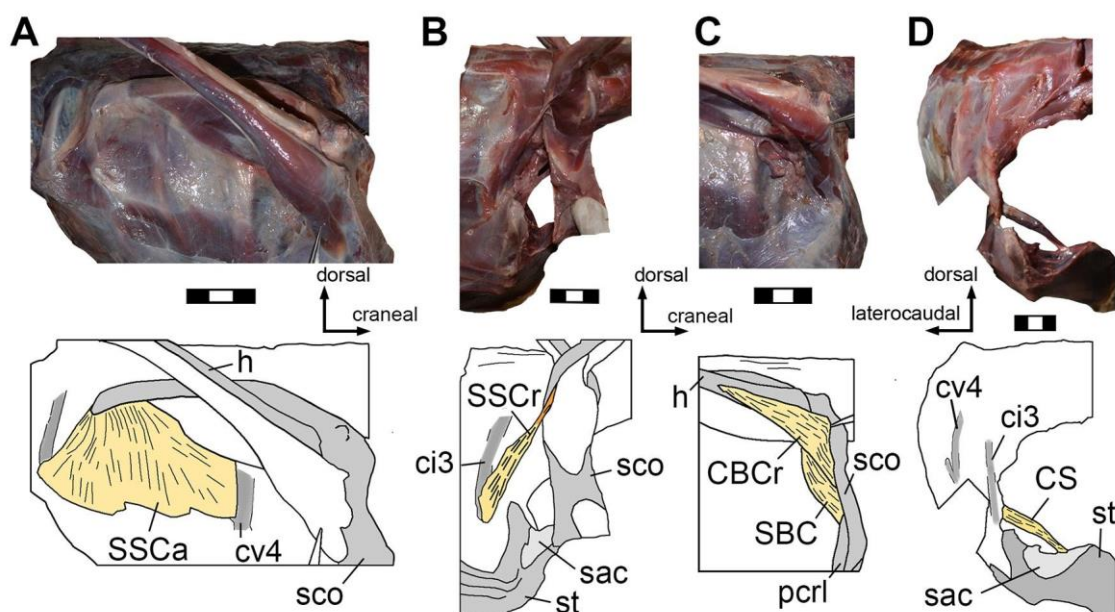 A
B
C
D
dorsal
craneal
dorsal
craneal
dorsal
laterocaudal
h
SSCa
cv4
sco
SSCr
ci3
sco
sac
st
h
CBCr
sco
SBC
pcrl
cv4
ci3
CS
st
sac